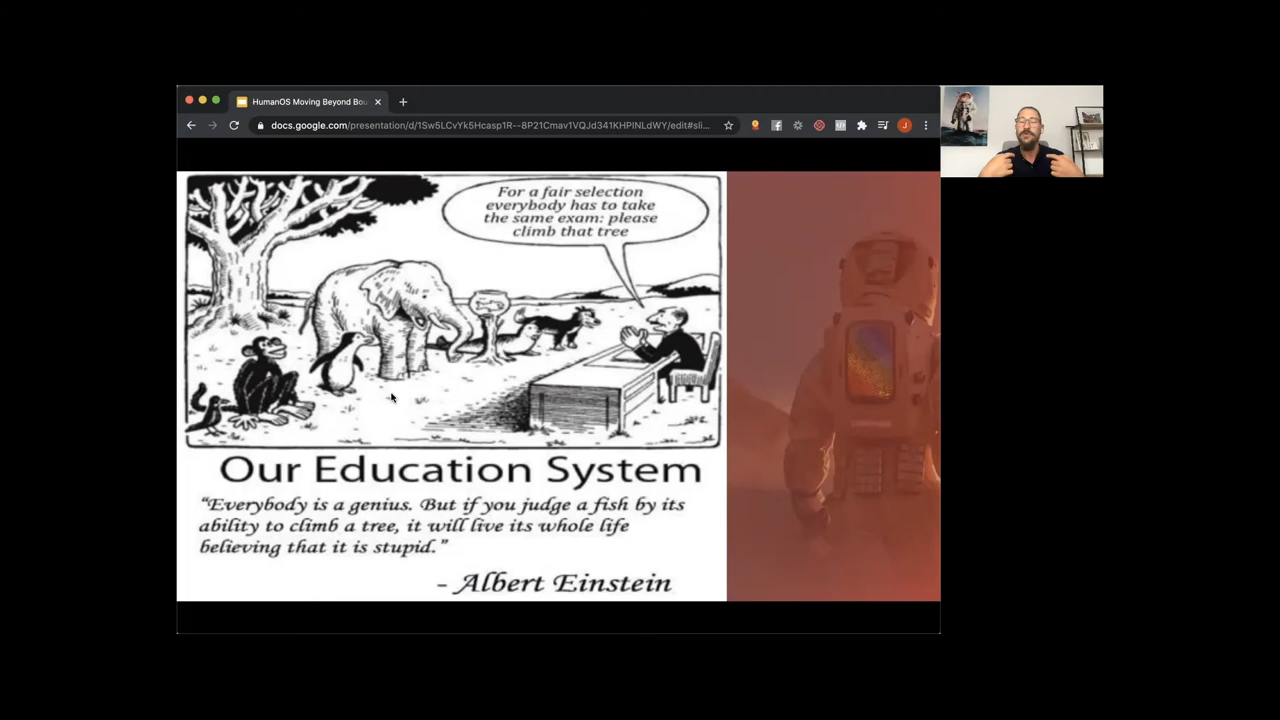 HumanOS Moving Beyond Bou
docs.google.com/presentation/d/1Sw5LCvYk5Hcasp1R--8P21Cmav1VQJd341KHPINLdWY/edit#sli...
J
For a fair selection
everybody has to take
the same exam: please
climb that tree
Our Education System
“Everybody is a genius. But if you judge a fish by its
ability to climb a tree, it will live its whole life
believing that it is stupid.”
– Albert Einstein